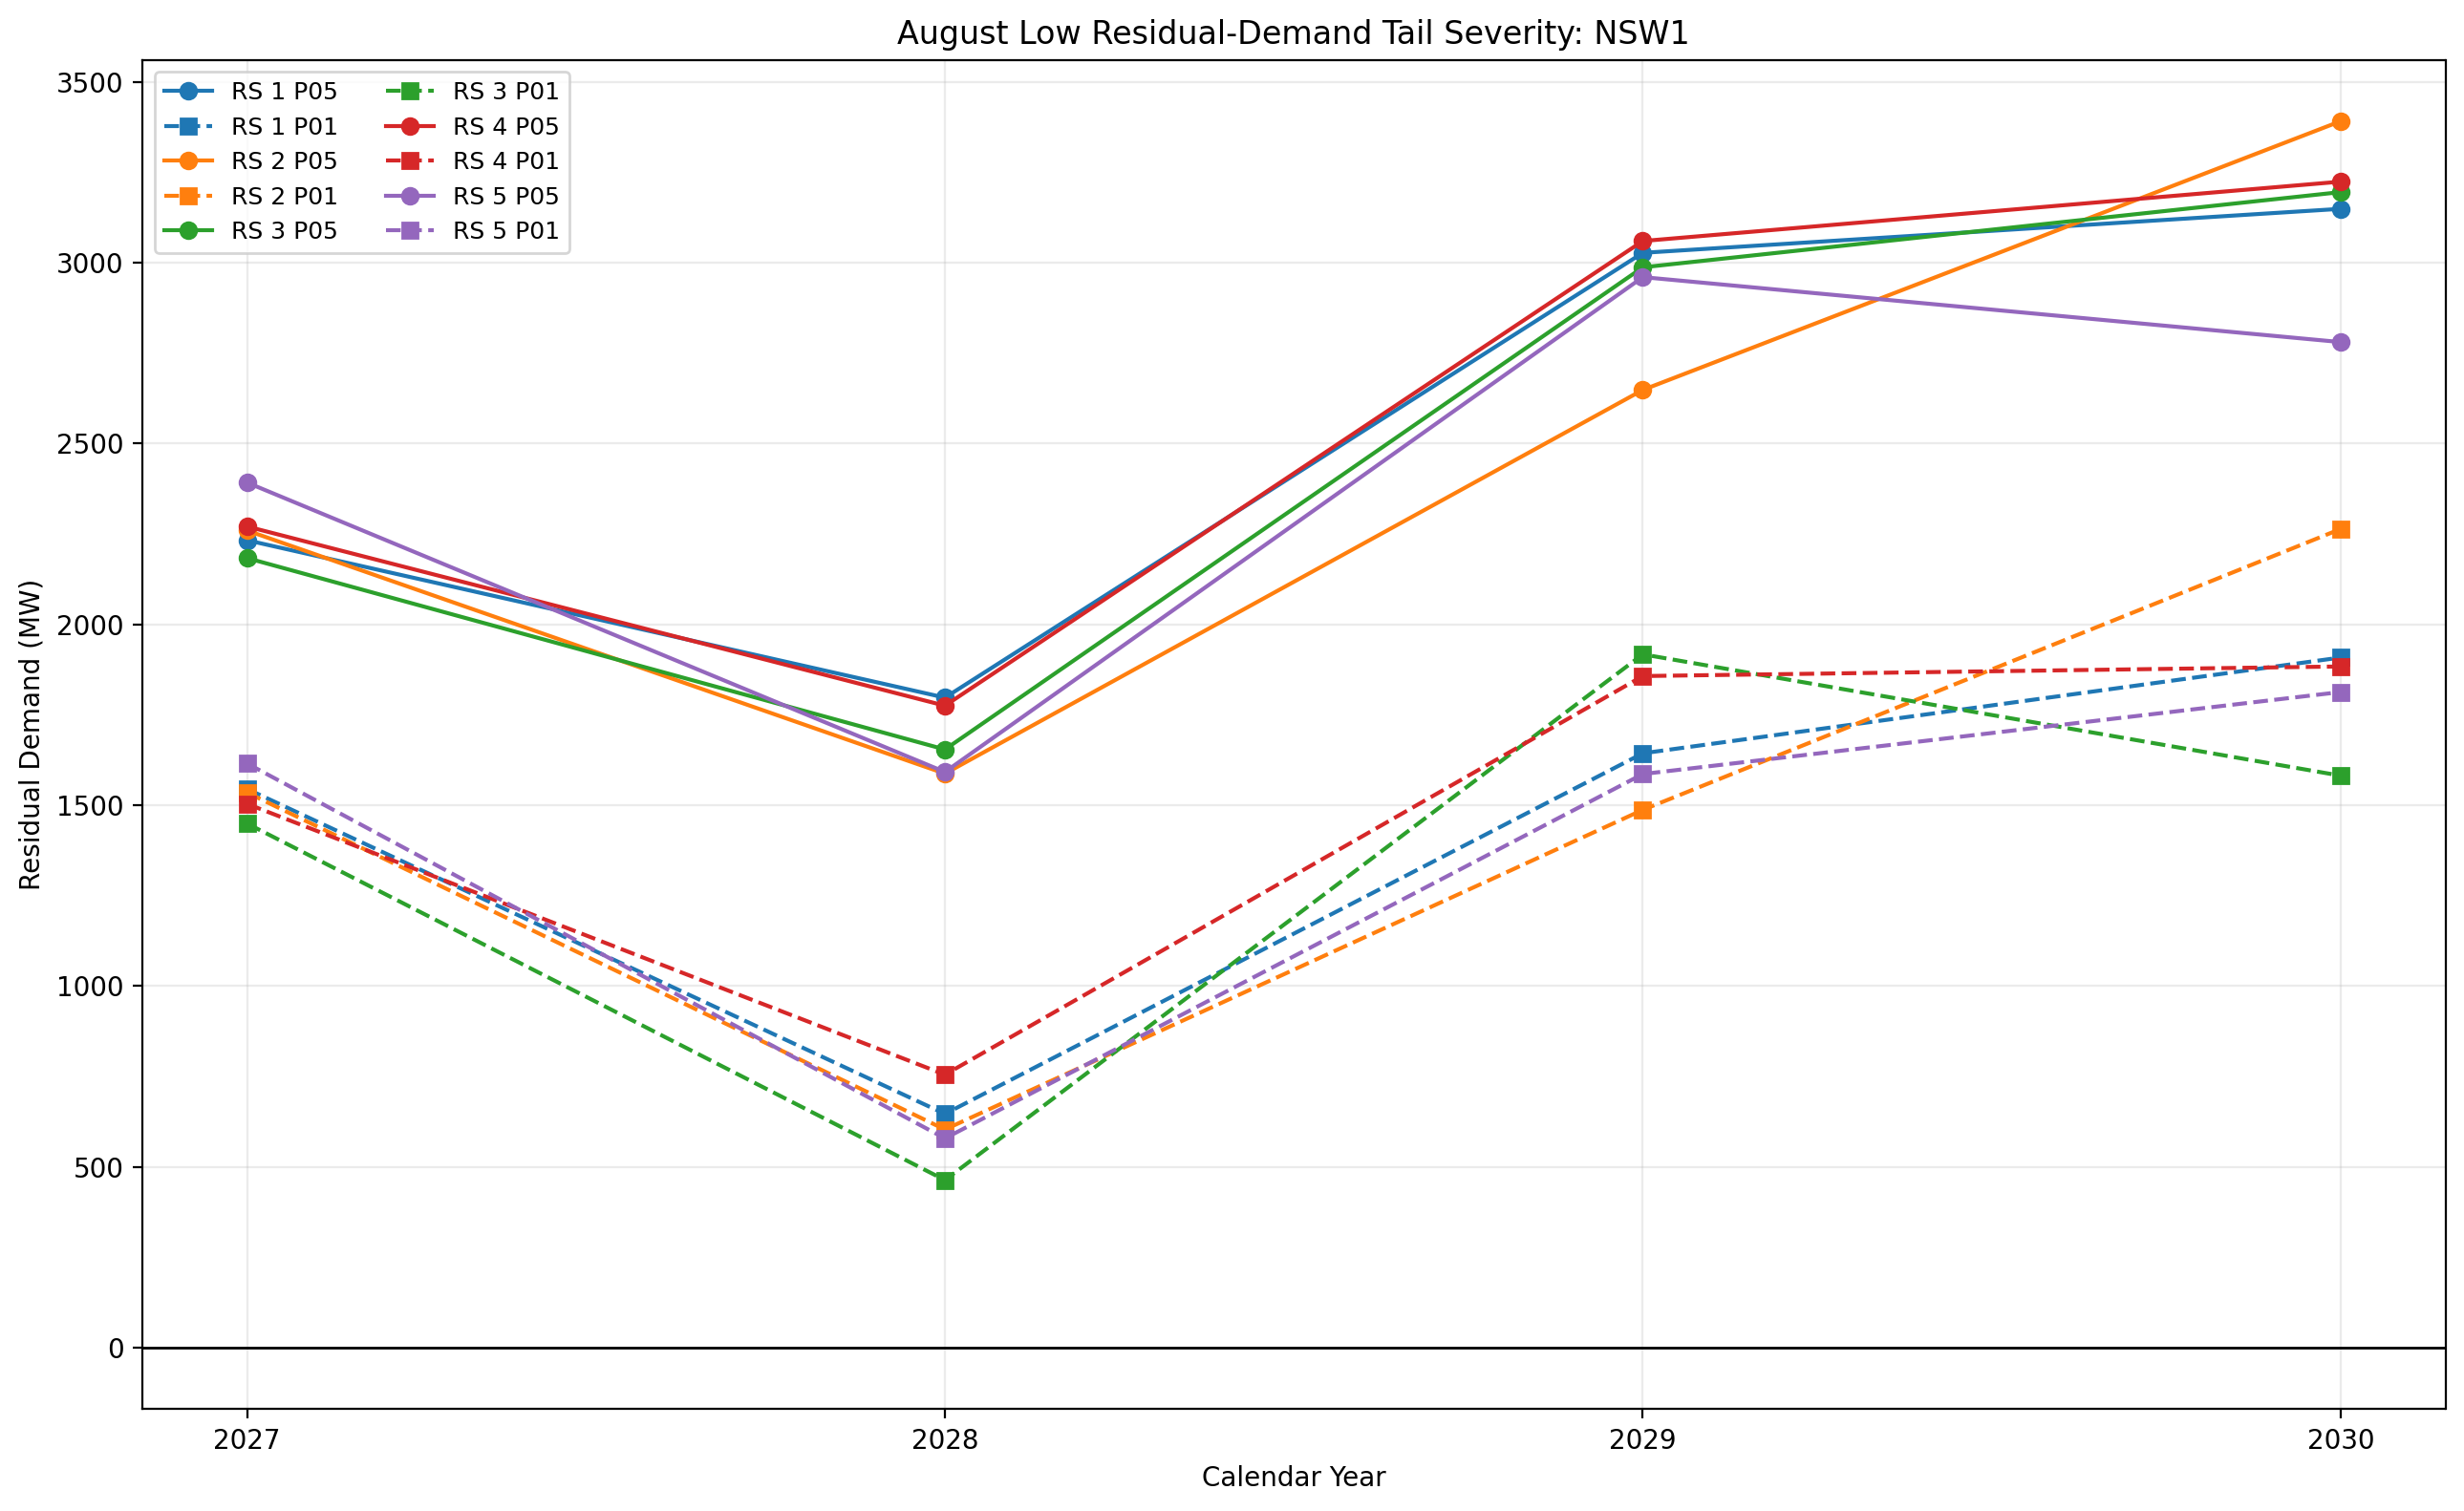 August Low Residual-Demand Tail Severity: NSW1
RS 1 P05
RS 1 P01
RS 2 P05
RS 2 P01
RS 3 P05
RS 3 P01
RS 4 P05
RS 4 P01
RS 5 P05
RS 5 P01
Residual Demand (MW)
3500
3000
2500
2000
1500
1000
500
0
2027
2028
2029
2030
Calendar Year